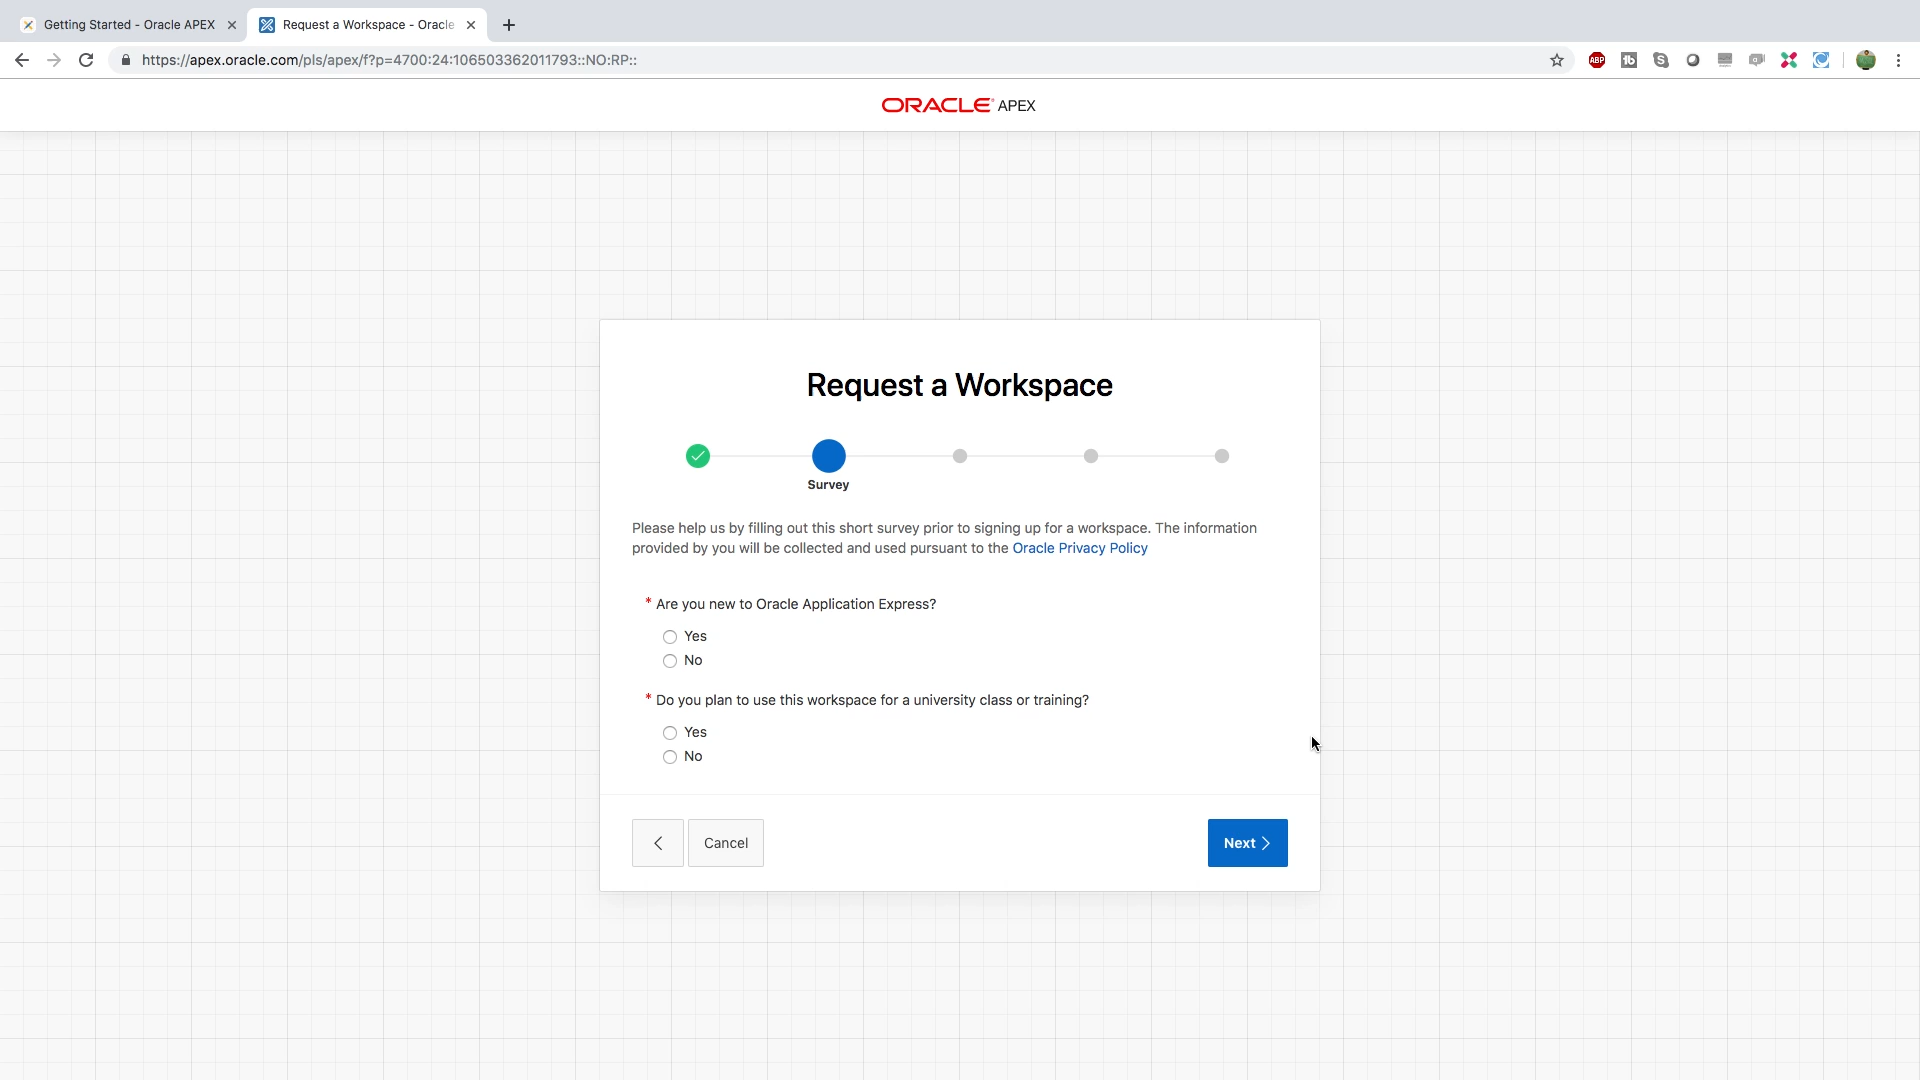 Getting Started - Oracle APEX
Request a Workspace - Oracle
https://apex.oracle.com/pls/apex/f?p=4700:24:106503362011793::NO:RP::
ABP
ORACLE APEX
Request a Workspace
Survey
Please help us by filling out this short survey prior to signing up for a workspace. The information
provided by you will be collected and used pursuant to the Oracle Privacy Policy
* Are you new to Oracle Application Express?
Yes
No
* Do you plan to use this workspace for a university class or training?
Yes
No
Cancel
Next